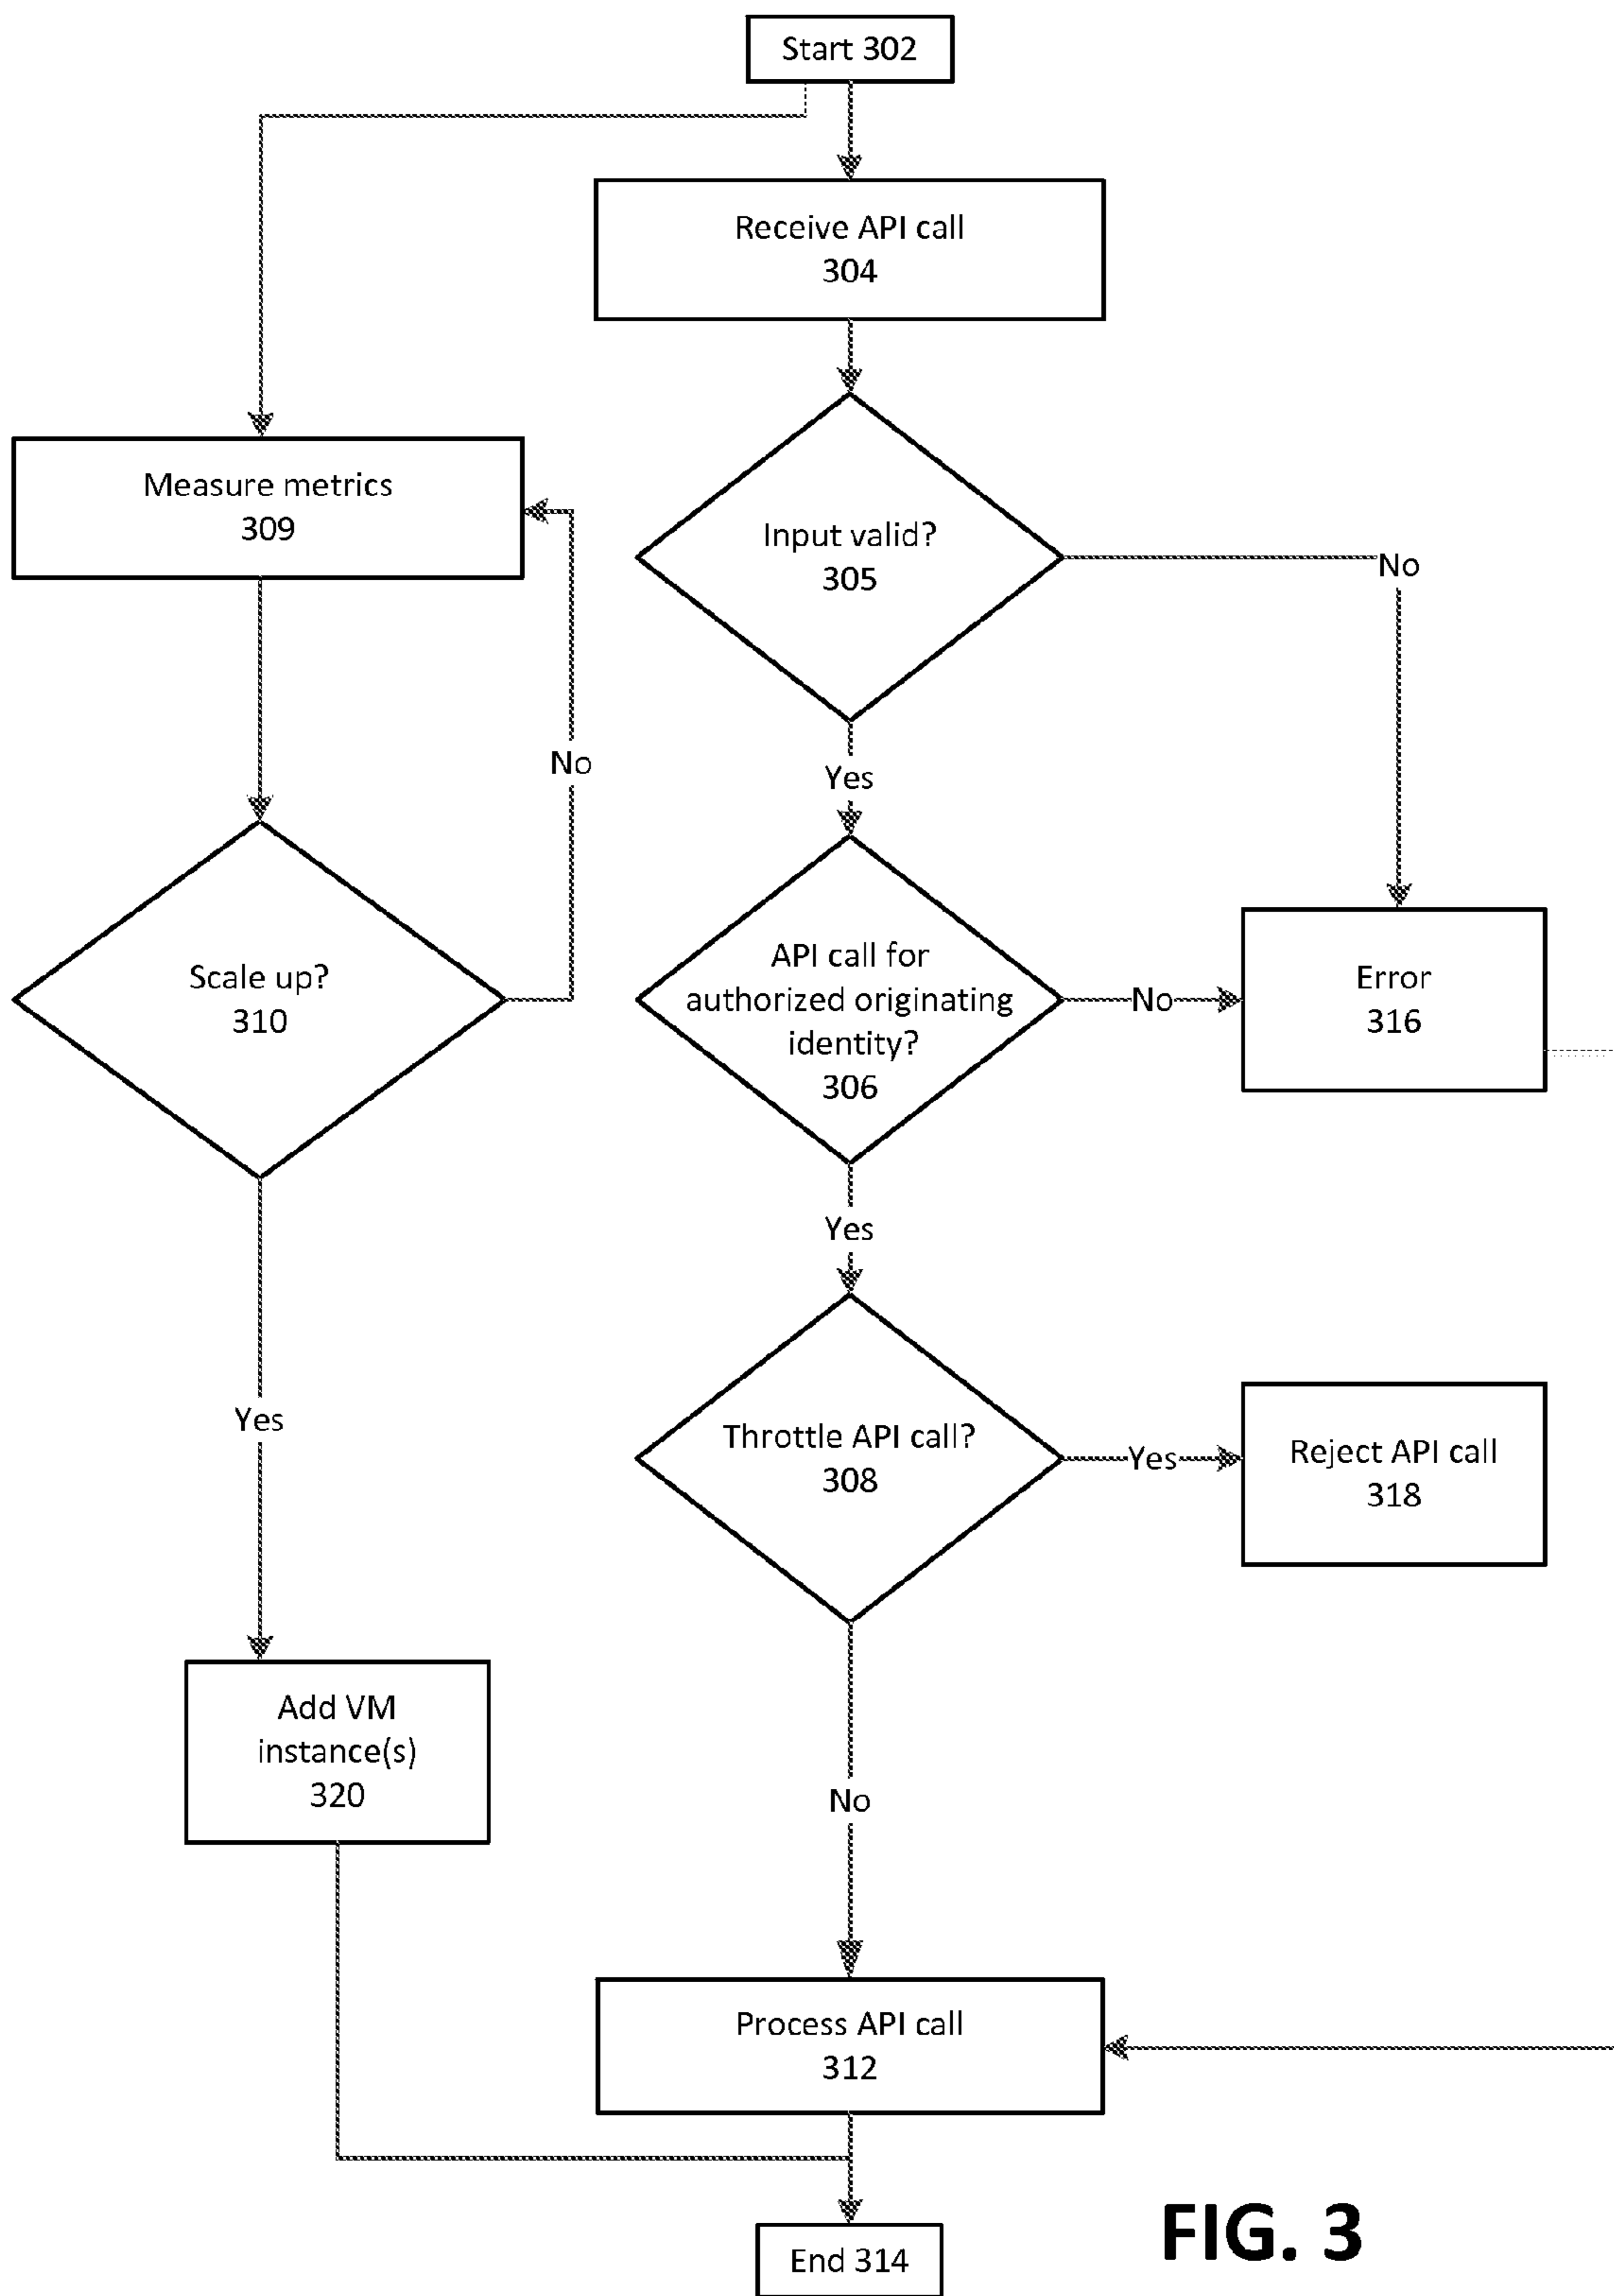 Start 302
Receive API call
304
Measure metrics
309
Input valid?
305
No
No
Yes
Scale up?
310
API call for
authorized originating
identity?
306
No
Error
316
Yes
Yes
Throttle API call?
308
Yes
Reject API call
318
Add VM
instance(s)
320
No
Process API call
312
End 314
FIG. 3